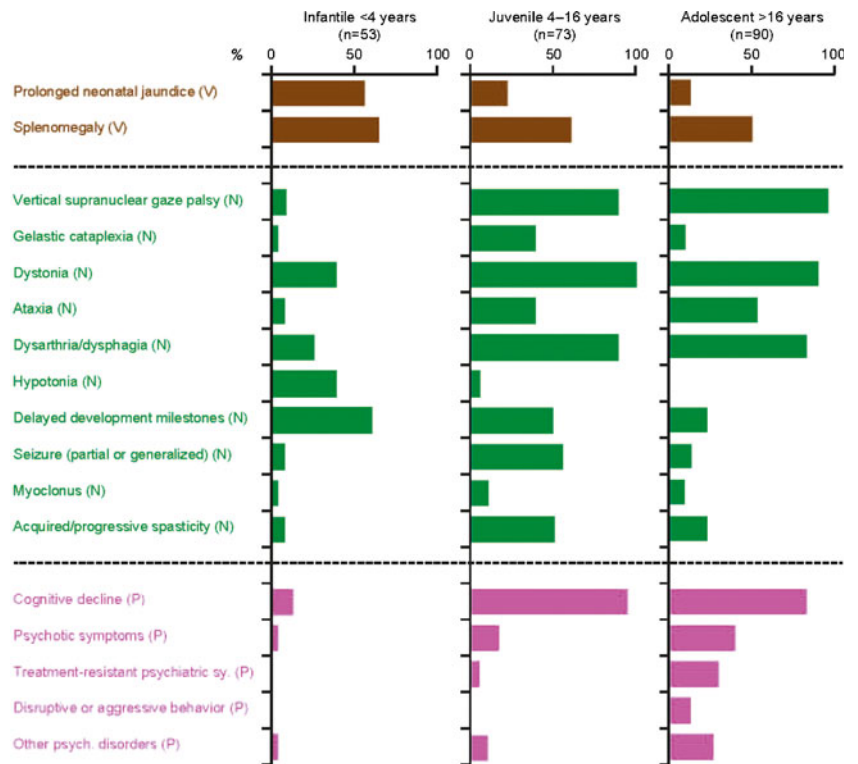 Infantile <4 years Juvenile 4–16 years Adolescent >16 years
(n=53) (n=73) (n=90)
% 0 50 100 0 50 100 0 50 100
Prolonged neonatal jaundice (V)
Splenomegaly (V)
Vertical supranuclear gaze palsy (N)
Gelastic cataplexia (N)
Dystonia (N)
Ataxia (N)
Dysarthria/dysphagia (N)
Hypotonia (N)
Delayed development milestones (N)
Seizure (partial or generalized) (N)
Myoclonus (N)
Acquired/progressive spasticity (N)
Cognitive decline (P)
Psychotic symptoms (P)
Treatment-resistant psychiatric sy. (P)
Disruptive or aggressive behavior (P)
Other psych. disorders (P)